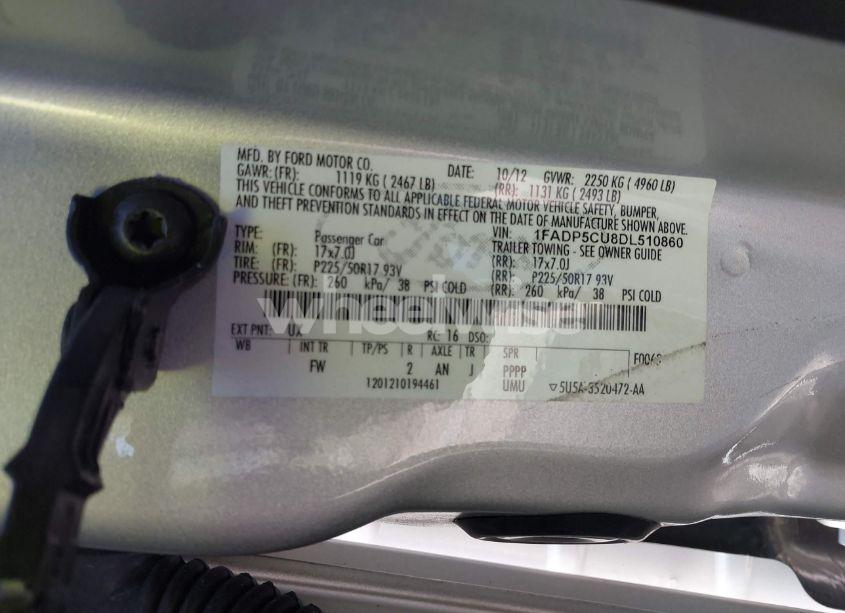 MFD. BY FORD MOTOR CO.
DATE: 10/12 GVWR: 2250 KG ( 4960 LB)
GAWR: (FR): 1119 KG ( 2467 LB) (RR): 1131 KG ( 2493 LB)
THIS VEHICLE CONFORMS TO ALL APPLICABLE FEDERAL MOTOR VEHICLE SAFETY, BUMPER,
AND THEFT PREVENTION STANDARDS IN EFFECT ON THE DATE OF MANUFACTURE SHOWN ABOVE.
VIN: 1FADP5CU8DL510860
TYPE: Passenger Car TRAILER TOWING - SEE OWNER GUIDE
RIM: (FR): 17x7.0J (RR): 17x7.0J
TIRE: (FR): P225/50R17 93V (RR): P225/50R17 93V
PRESSURE: (FR): 260 kPa/ 38 PSI COLD (RR): 260 kPa/ 38 PSI COLD
wheelwise
EXT PNT: UX RC: 16 DSO:
WB INT TR TP/PS R AXLE TR SPR
FW 2 AN J PPPP
UMU
1201210194461 ▽5U5A-3520472-AA